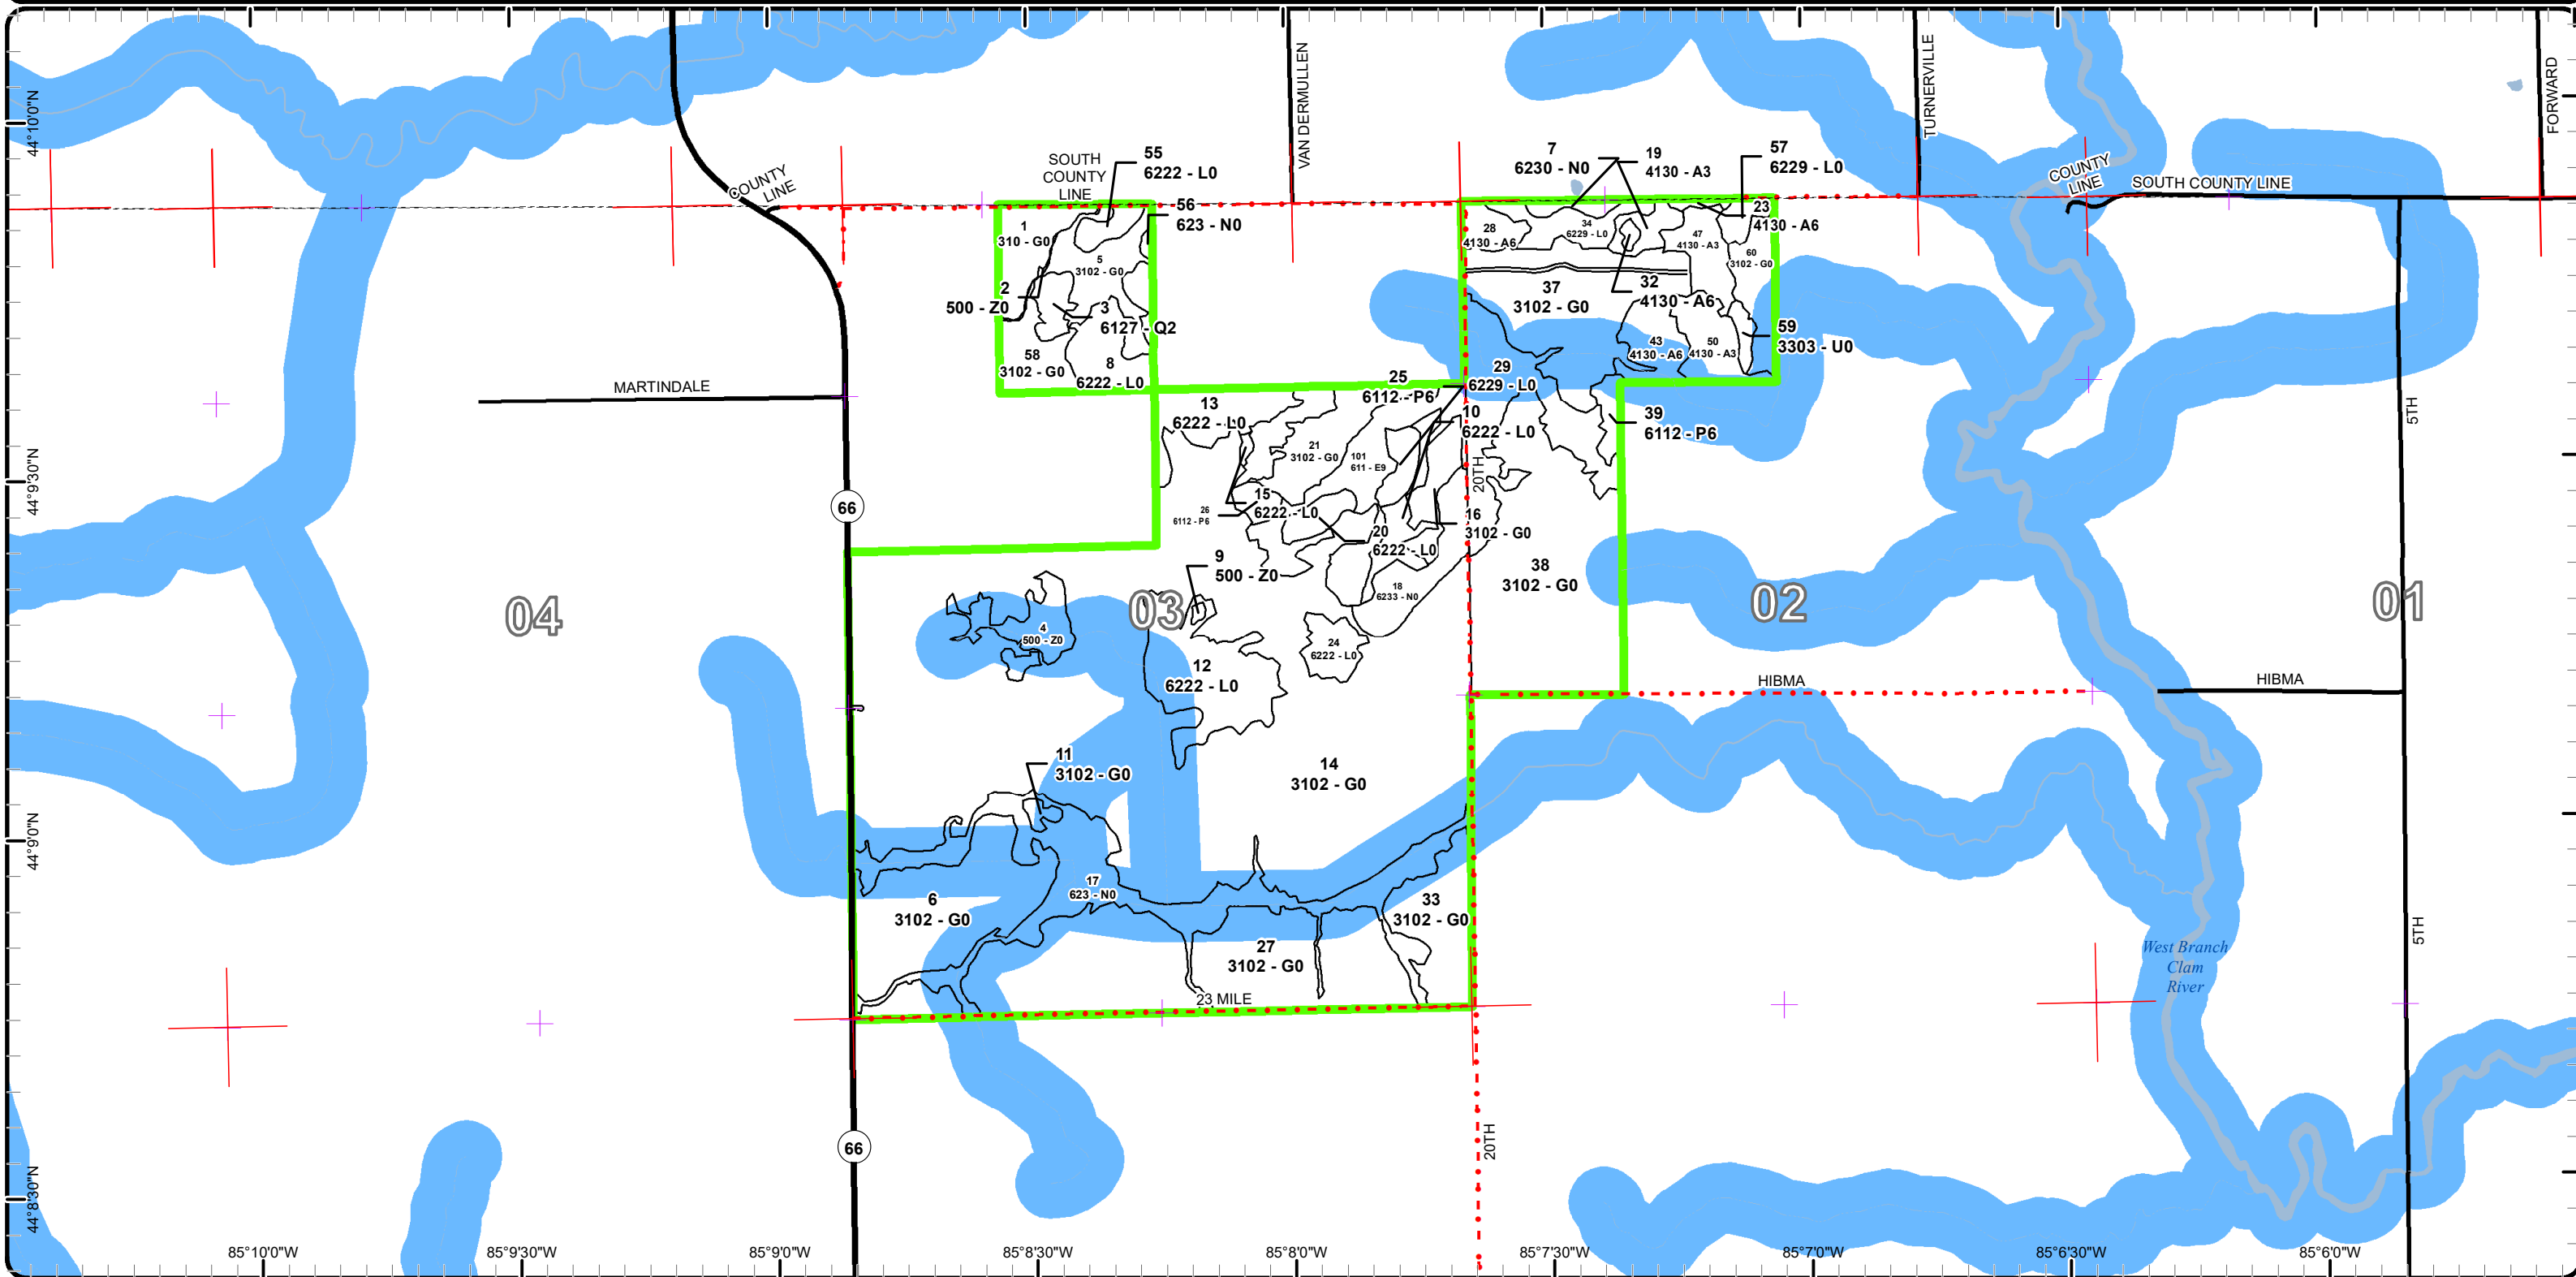 VAN DERMULLEN
TURNERVILLE
FORWARD
44°10'0"N
COUNTY
LINE
SOUTH
COUNTY
LINE
55
6222 - L0
7
6230 - N0
19
4130 - A3
57
6229 - L0
COUNTY
LINE
SOUTH COUNTY LINE
1
310 - G0
56
623 - N0
5
3102 - G0
2
500 - Z0
3
6127 - Q2
58
3102 - G0
8
6222 - L0
28
4130 - A6
34
6229 - L0
47
4130 - A3
23
4130 - A6
60
3102 - G0
37
3102 - G0
32
4130 - A6
59
3303 - U0
43
4130 - A6
50
4130 - A3
29
6229 - L0
MARTINDALE
25
6112 - P6
13
6222 - L0
10
6222 - L0
39
6112 - P6
5TH
21
3102 - G0
101
611 - E9
20TH
44°9'30"N
66
15
6222 - L0
26
6112 - P6
16
3102 - G0
20
6222 - L0
9
500 - Z0
38
3102 - G0
18
6233 - N0
04
03
02
01
4
500 - Z0
24
6222 - L0
12
6222 - L0
HIBMA
HIBMA
11
3102 - G0
14
3102 - G0
44°9'0"N
17
623 - N0
6
3102 - G0
33
3102 - G0
27
3102 - G0
5TH
West Branch
Clam
River
23 MILE
66
20TH
44°8'30"N
85°10'0"W
85°9'30"W
85°9'0"W
85°8'30"W
85°8'0"W
85°7'30"W
85°7'0"W
85°6'30"W
85°6'0"W